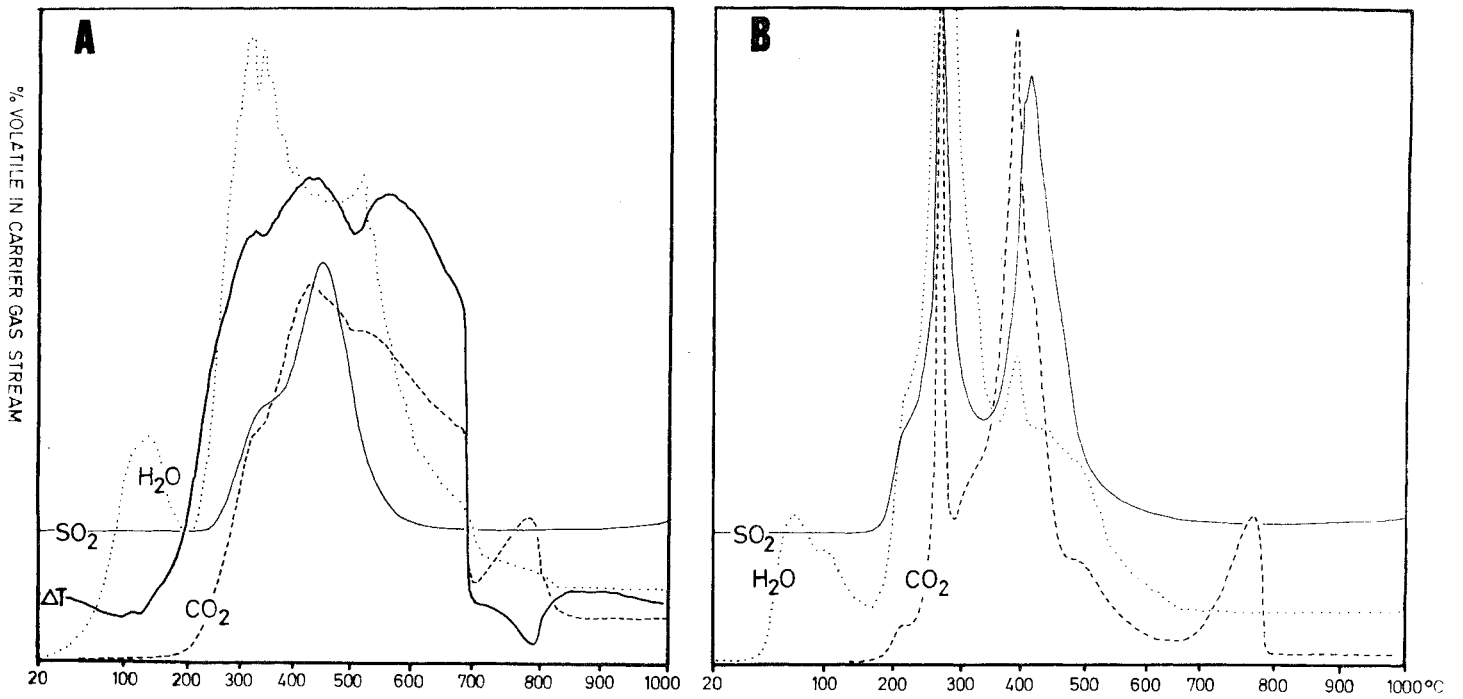 A
B
% VOLATILE IN CARRIER GAS STREAM
H₂O
SO₂
ΔT
CO₂
SO₂
H₂O
CO₂
20 100 200 300 400 500 600 700 800 900 1000
20 100 200 300 400 500 600 700 800 900 1000 °C